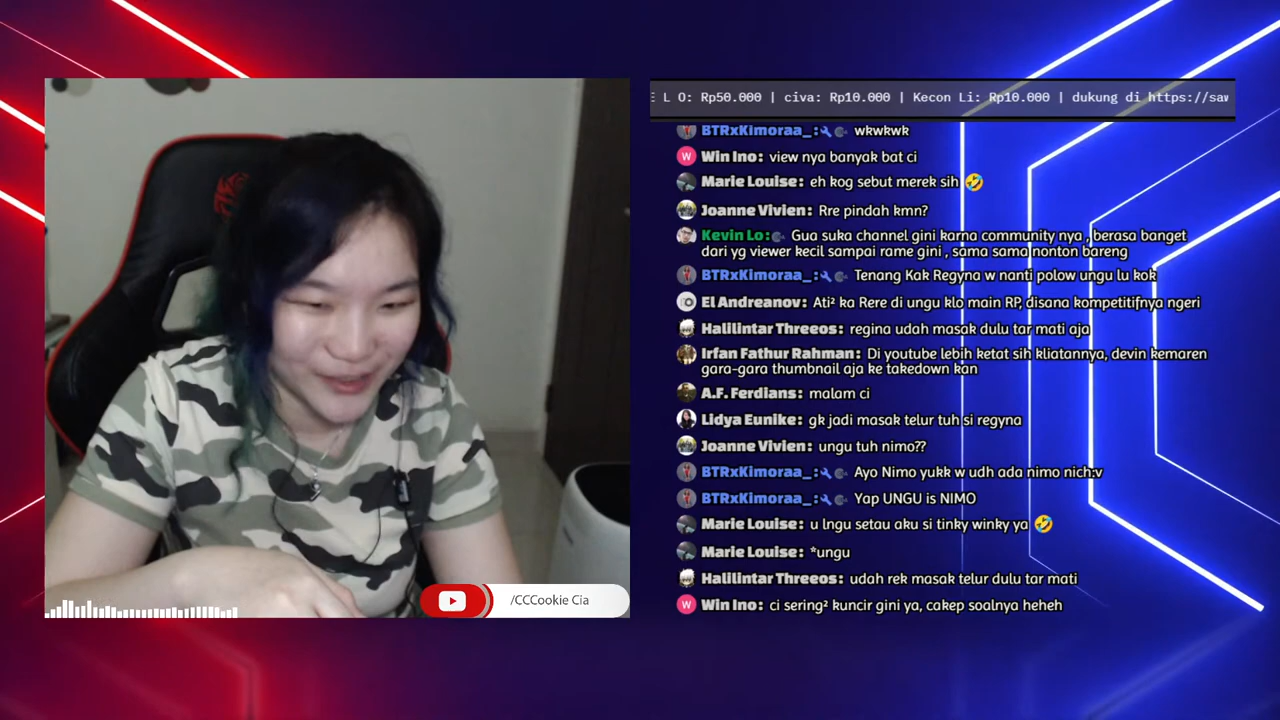 L O: Rp50.000 | civa: Rp10.000 | Kecon Li: Rp10.000 | dukung di https://saw
BTRxKimoraa_: wkwkwk
W Win Ino: view nya banyak bat ci
Marie Louise: eh kog sebut merek sih 🤣
Joanne Vivien: Rre pindah kmn?
Kevin Lo: Gua suka channel gini karna community nya , berasa banget
dari yg viewer kecil sampai rame gini , sama sama nonton bareng
BTRxKimoraa_: Tenang Kak Regyna w nanti polow ungu lu kok
El Andreanov: Ati² ka Rere di ungu klo main RP, disana kompetitifnya ngeri
Halilintar Threeos: regina udah masak dulu tar mati aja
Irfan Fathur Rahman: Di youtube lebih ketat sih kliatannya, devin kemaren
gara-gara thumbnail aja ke takedown kan
A.F. Ferdians: malam ci
Lidya Eunike: gk jadi masak telur tuh si regyna
Joanne Vivien: ungu tuh nimo??
BTRxKimoraa_: Ayo Nimo yukk w udh ada nimo nich:v
BTRxKimoraa_: Yap UNGU is NIMO
Marie Louise: u lngu setau aku si tinky winky ya 🤣
Marie Louise: *ungu
Halilintar Threeos: udah rek masak telur dulu tar mati
W Win Ino: ci sering² kuncir gini ya, cakep soalnya heheh
/CCCookie Cia